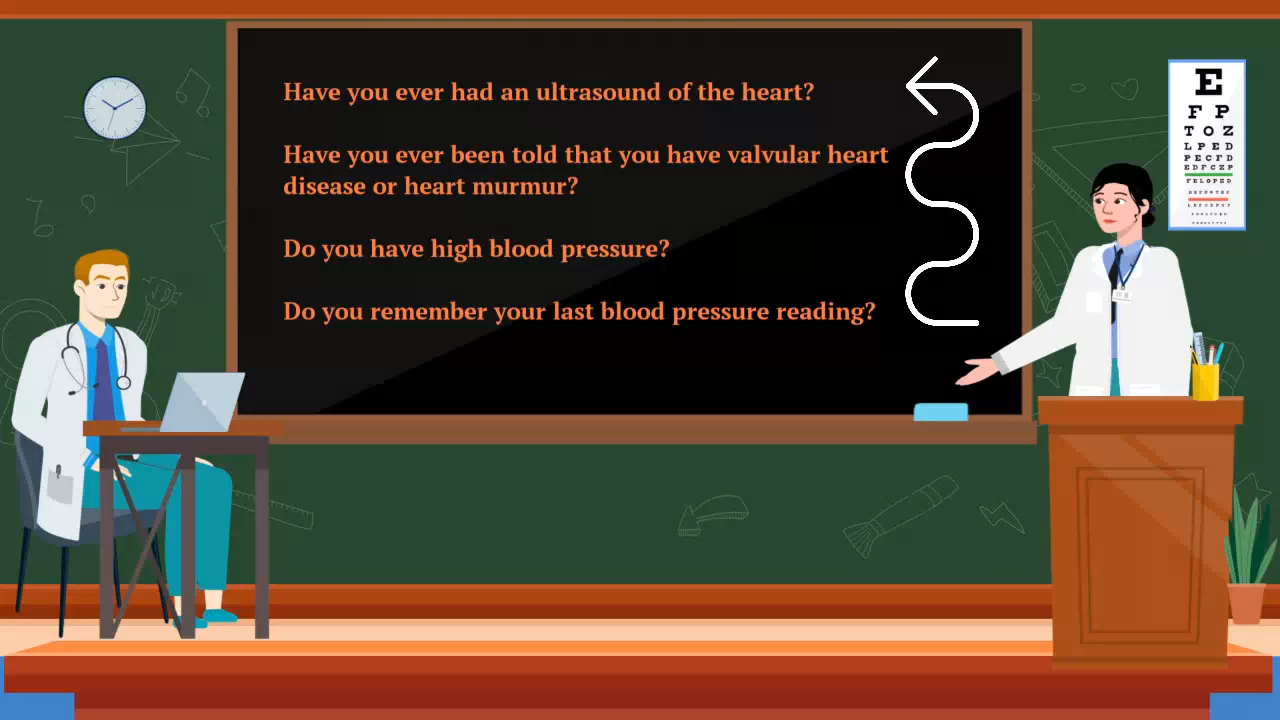 Have you ever had an ultrasound of the heart?
Have you ever been told that you have valvular heart
disease or heart murmur?
Do you have high blood pressure?
Do you remember your last blood pressure reading?
E
F P
T O Z
L P E D
P E C F D
E D F C Z P
F E L O P Z D